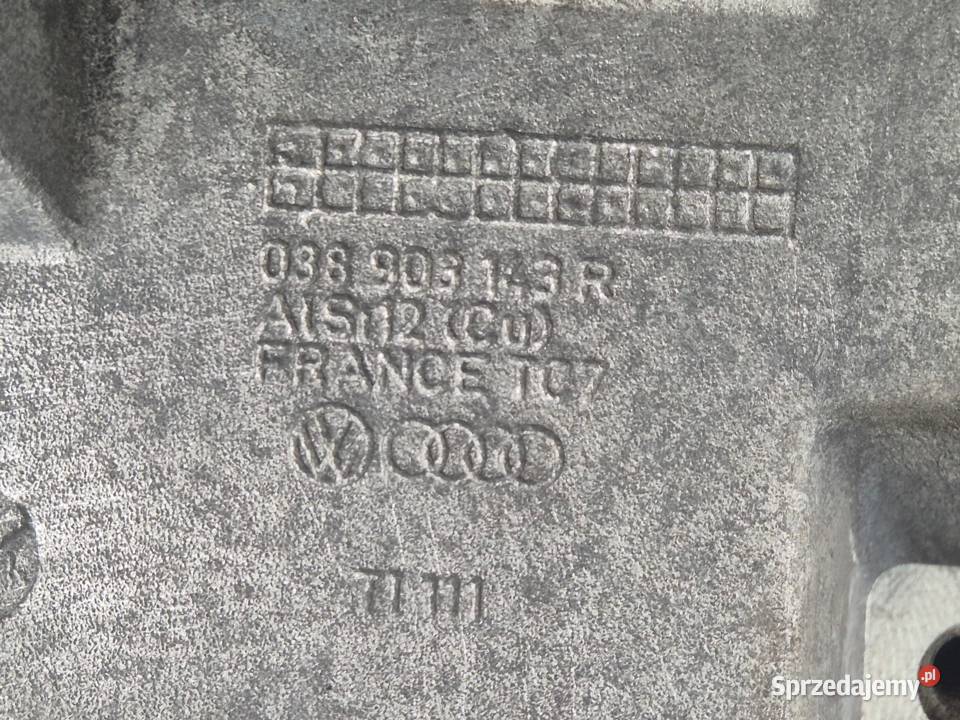 038 903 143 R
AlSi12 (Cu)
FRANCE TC7
71 111
Sprzedajemy.pl